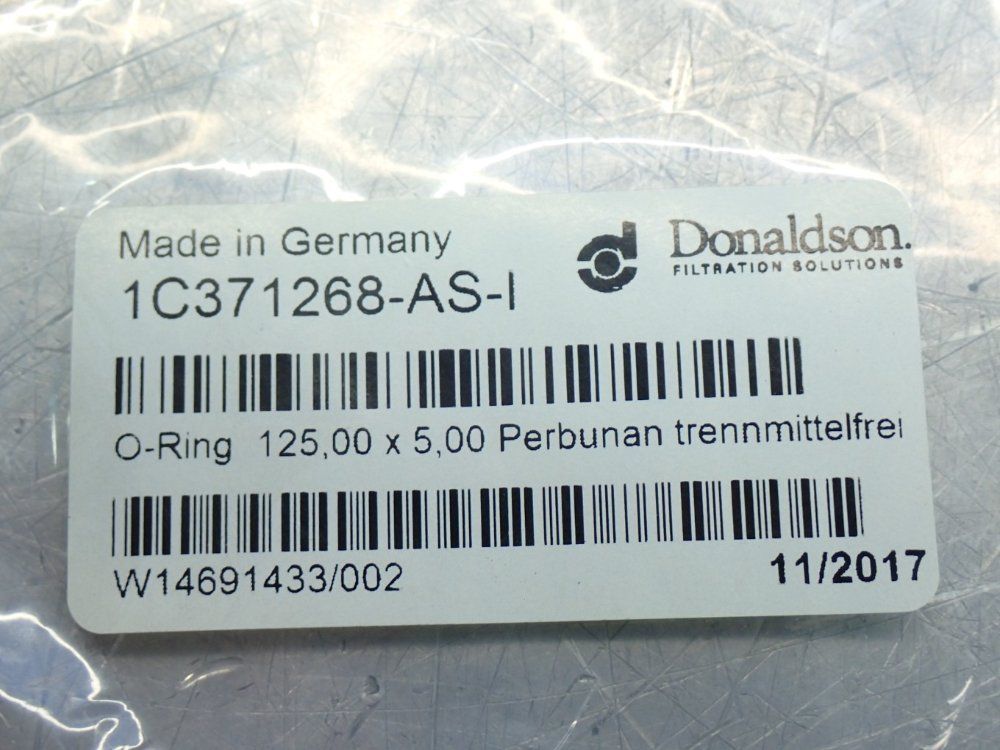 Made in Germany
1C371268-AS-I
Donaldson.
FILTRATION SOLUTIONS
O-Ring 125,00 x 5,00 Perbunan trennmittelfrei
W14691433/002
11/2017